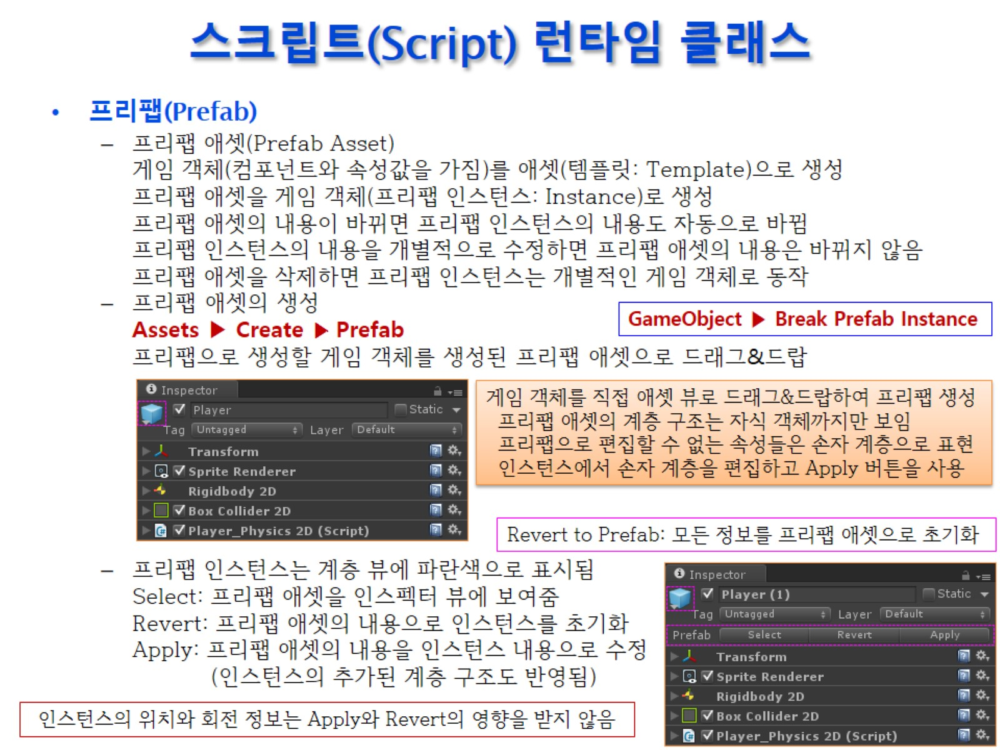 스크립트(Script) 런타임 클래스
• 프리팹(Prefab)
– 프리팹 애셋(Prefab Asset)
게임 객체(컴포넌트와 속성값을 가짐)를 애셋(템플릿: Template)으로 생성
프리팹 애셋을 게임 객체(프리팹 인스턴스: Instance)로 생성
프리팹 애셋의 내용이 바뀌면 프리팹 인스턴스의 내용도 자동으로 바뀜
프리팹 인스턴스의 내용을 개별적으로 수정하면 프리팹 애셋의 내용은 바뀌지 않음
프리팹 애셋을 삭제하면 프리팹 인스턴스는 개별적인 게임 객체로 동작
– 프리팹 애셋의 생성
Assets ▶ Create ▶ Prefab
GameObject ▶ Break Prefab Instance
프리팹으로 생성할 게임 객체를 생성된 프리팹 애셋으로 드래그&드랍
Inspector
Player Static
Tag Untagged Layer Default
Transform
Sprite Renderer
Rigidbody 2D
Box Collider 2D
Player_Physics 2D (Script)
게임 객체를 직접 애셋 뷰로 드래그&드랍하여 프리팹 생성
프리팹 애셋의 계층 구조는 자식 객체까지만 보임
프리팹으로 편집할 수 없는 속성들은 손자 계층으로 표현
인스턴스에서 손자 계층을 편집하고 Apply 버튼을 사용
Revert to Prefab: 모든 정보를 프리팹 애셋으로 초기화
– 프리팹 인스턴스는 계층 뷰에 파란색으로 표시됨
Select: 프리팹 애셋을 인스펙터 뷰에 보여줌
Revert: 프리팹 애셋의 내용으로 인스턴스를 초기화
Apply: 프리팹 애셋의 내용을 인스턴스 내용으로 수정
(인스턴스의 추가된 계층 구조도 반영됨)
인스턴스의 위치와 회전 정보는 Apply와 Revert의 영향을 받지 않음
Inspector
Player (1) Static
Tag Untagged Layer Default
Prefab Select Revert Apply
Transform
Sprite Renderer
Rigidbody 2D
Box Collider 2D
Player_Physics 2D (Script)